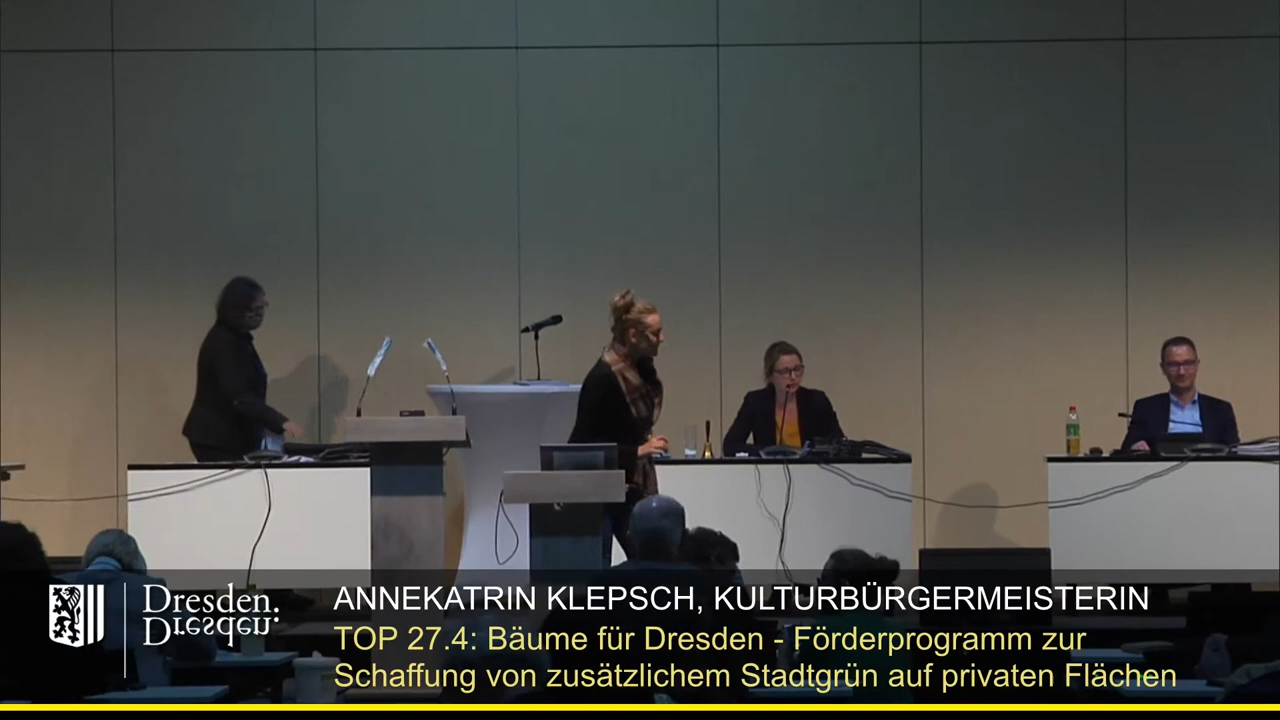 Dresden.
Dresden.
ANNEKATRIN KLEPSCH, KULTURBÜRGERMEISTERIN
TOP 27.4: Bäume für Dresden - Förderprogramm zur
Schaffung von zusätzlichem Stadtgrün auf privaten Flächen